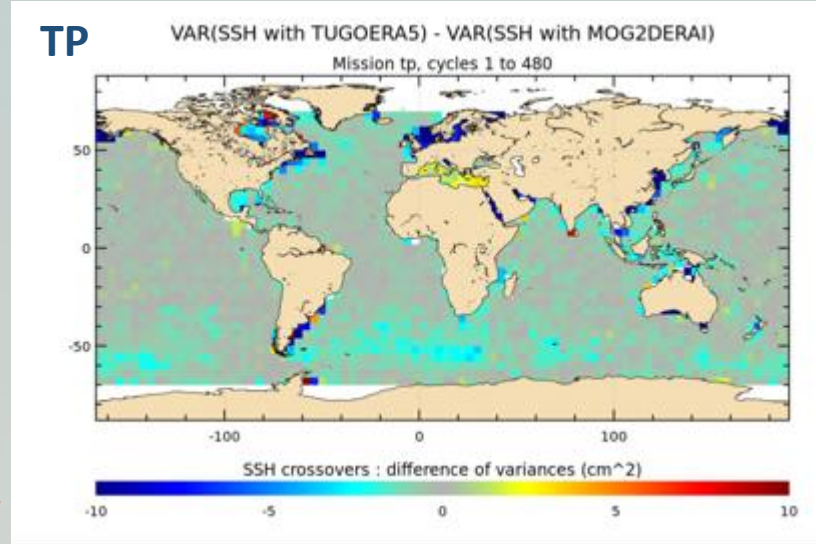 TP
VAR(SSH with TUGOERA5) - VAR(SSH with MOG2DERAI)
Mission tp, cycles 1 to 480
50
0
-50
-100 0 100
SSH crossovers : difference of variances (cm^2)
-10 -5 0 5 10